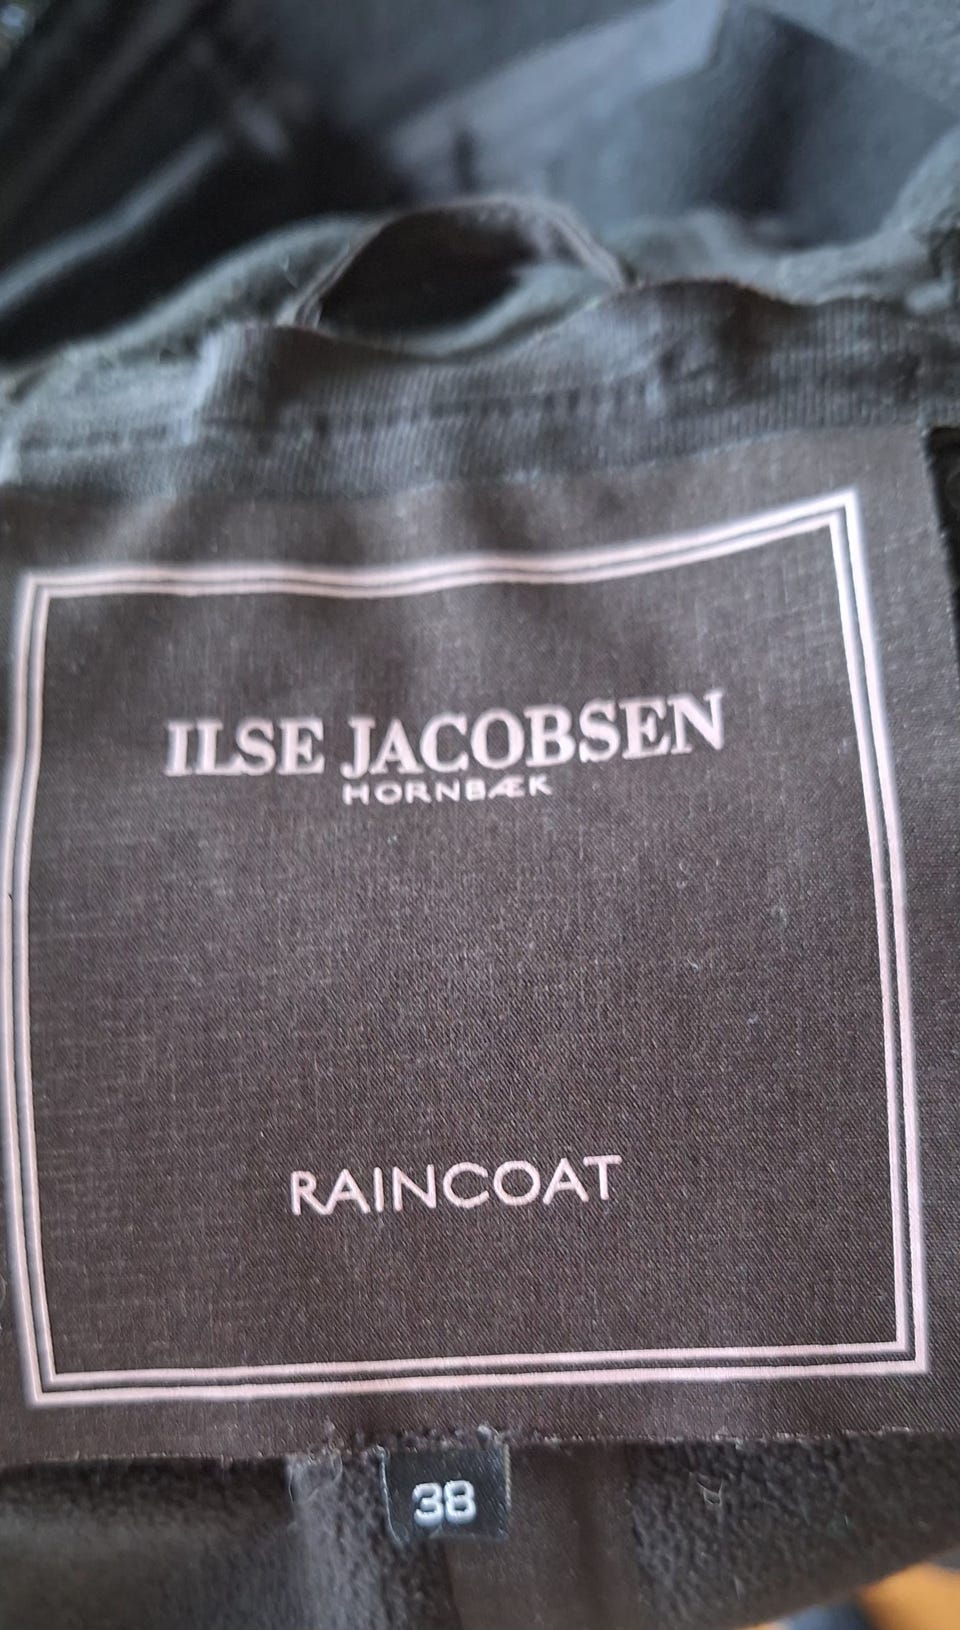 ILSE JACOBSEN
HORNBÆK
RAINCOAT
38